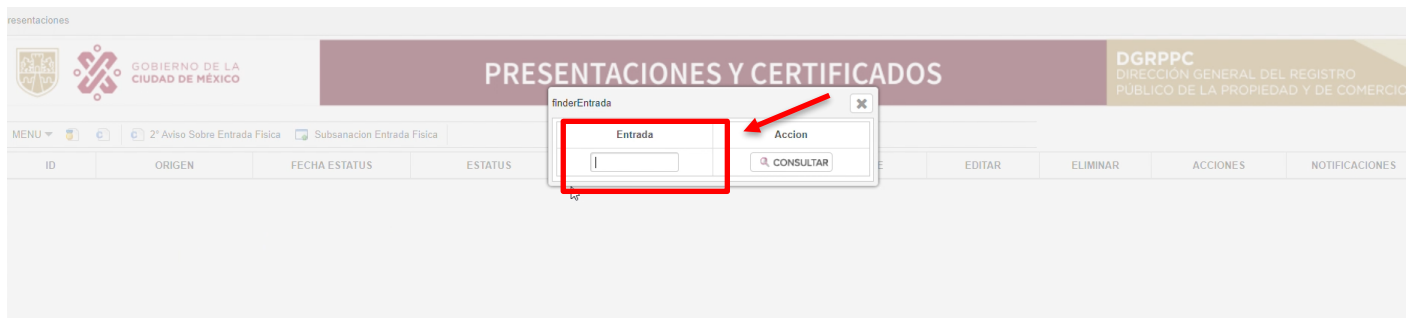 resentaciones
GOBIERNO DE LA
CIUDAD DE MÉXICO
PRESENTACIONES Y CERTIFICADOS
DGRPPC
DIRECCIÓN GENERAL DEL REGISTRO
PÚBLICO DE LA PROPIEDAD Y DE COMERCIO
finderEntrada
Entrada Accion
CONSULTAR
MENU 2° Aviso Sobre Entrada Fisica Subsanacion Entrada Fisica
ID ORIGEN FECHA ESTATUS ESTATUS E EDITAR ELIMINAR ACCIONES NOTIFICACIONES